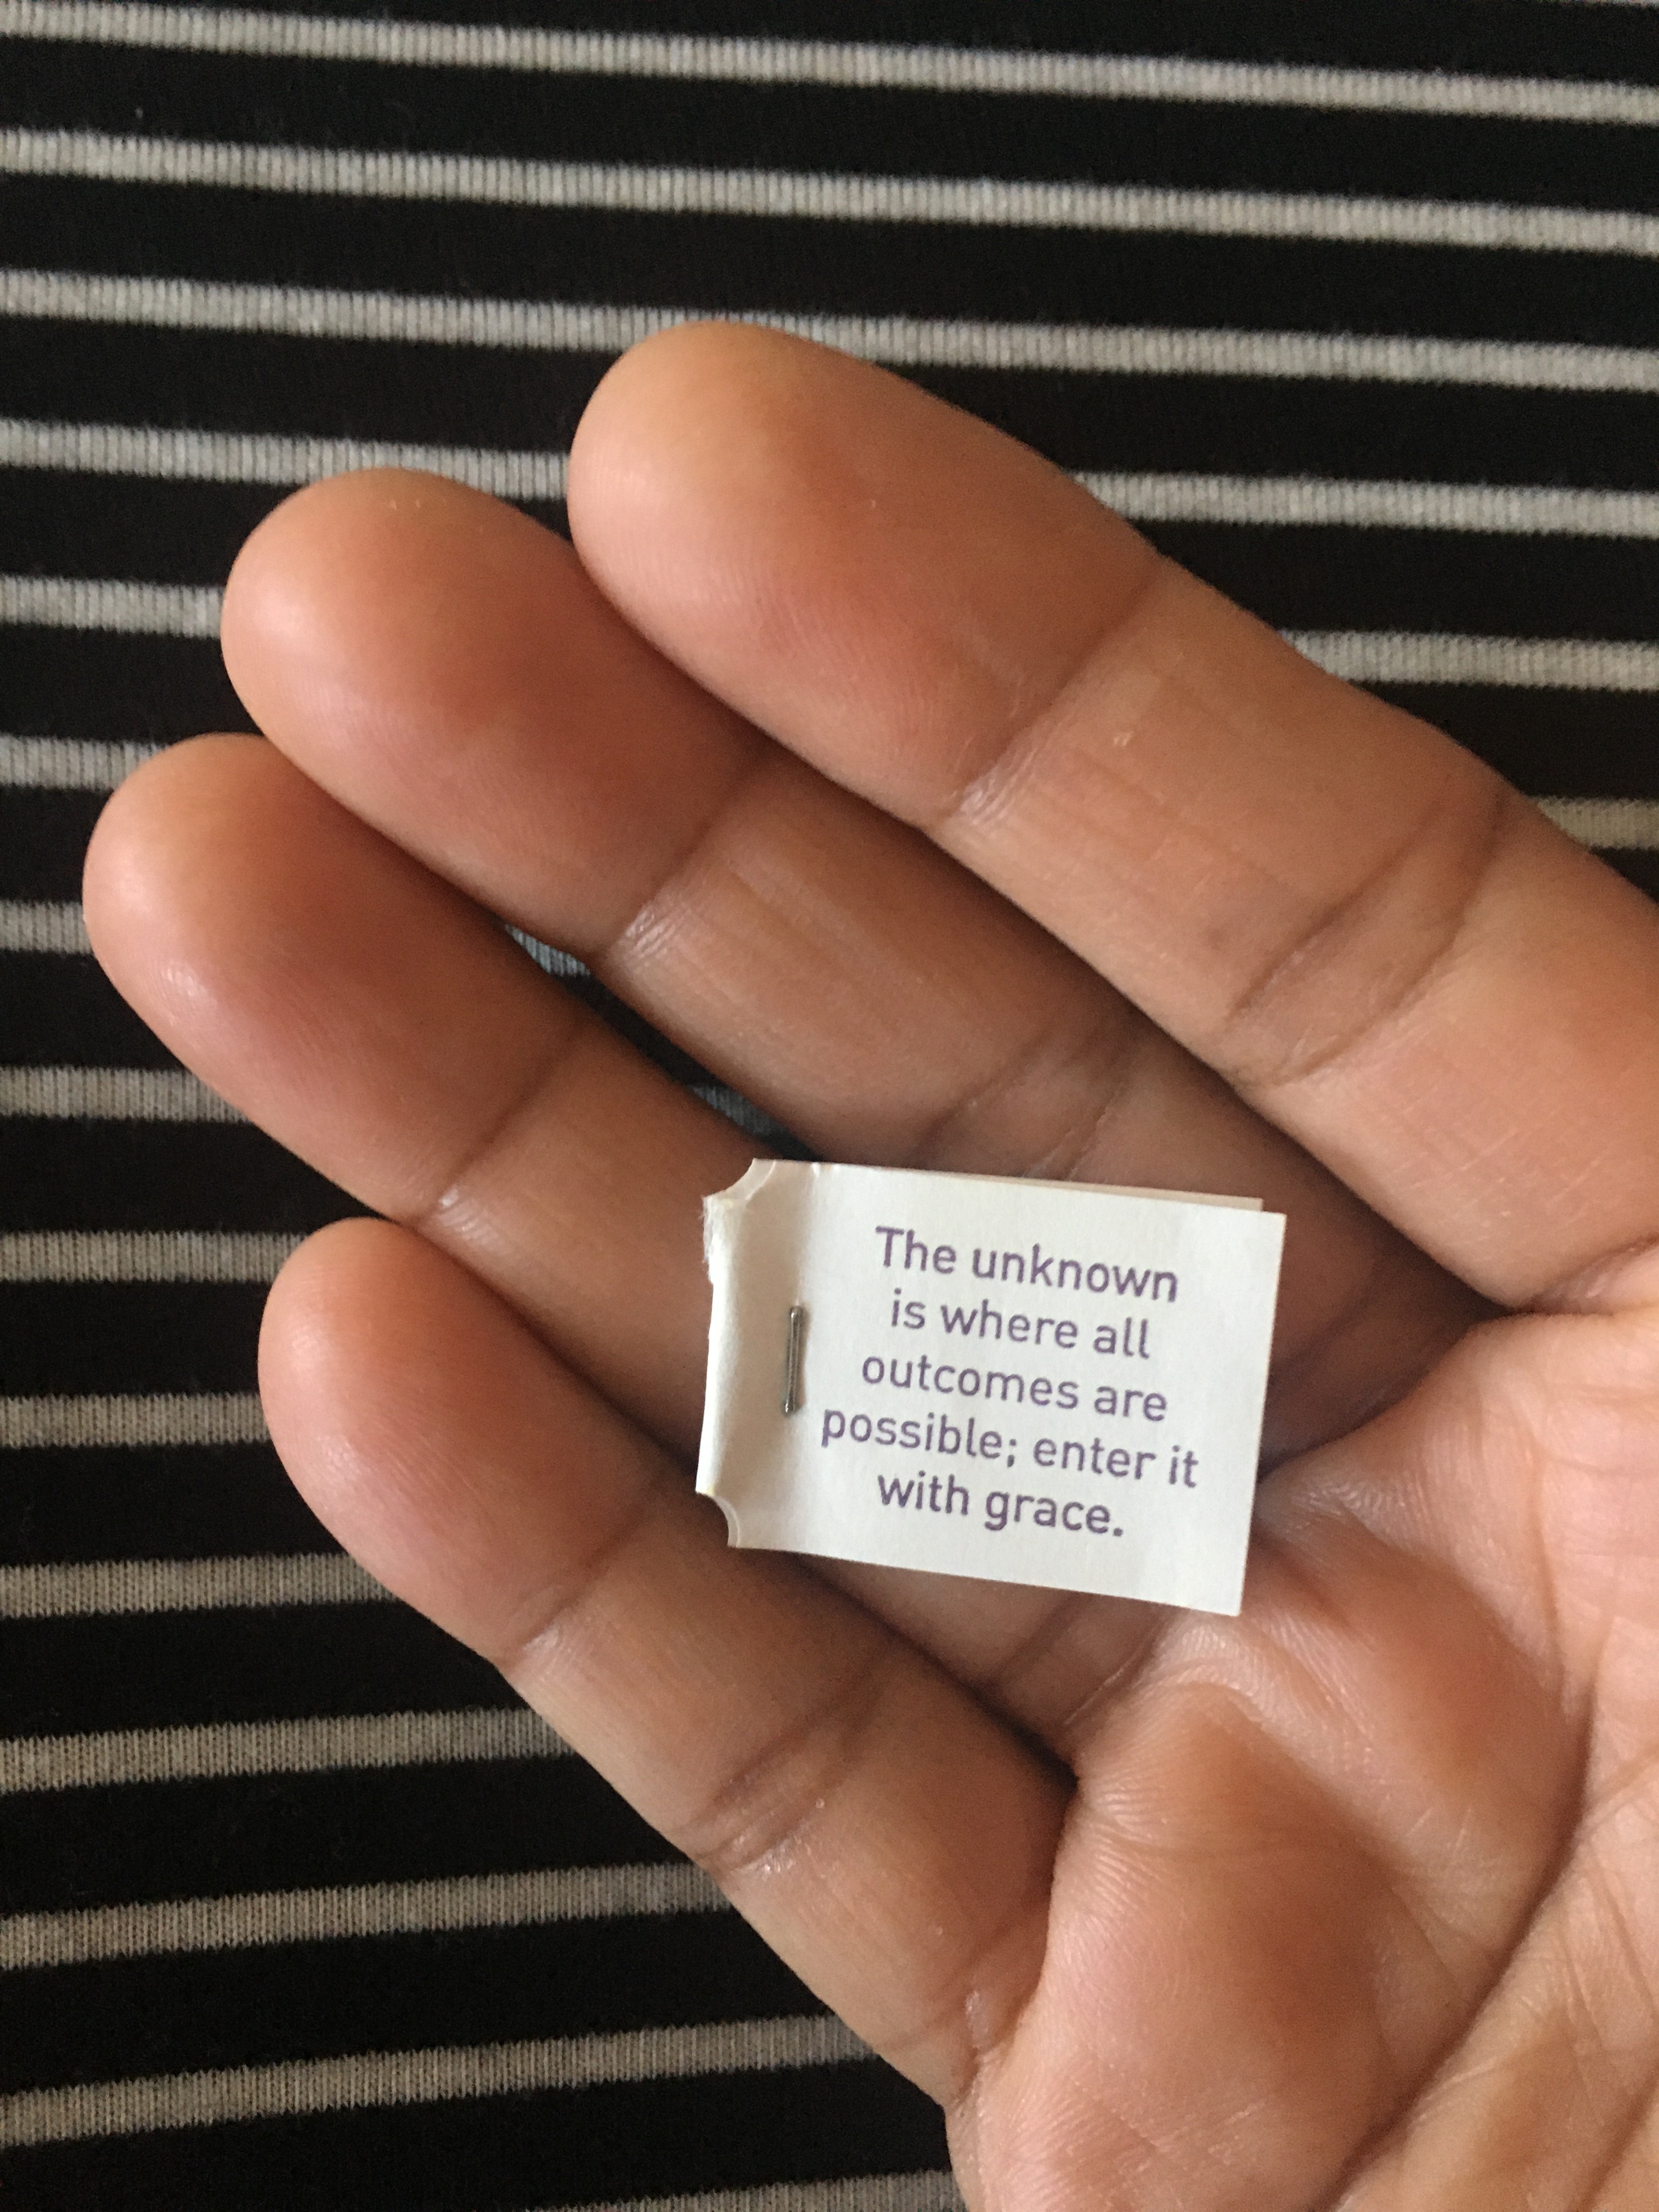 The unknown
is where all
outcomes are
possible; enter it
with grace.